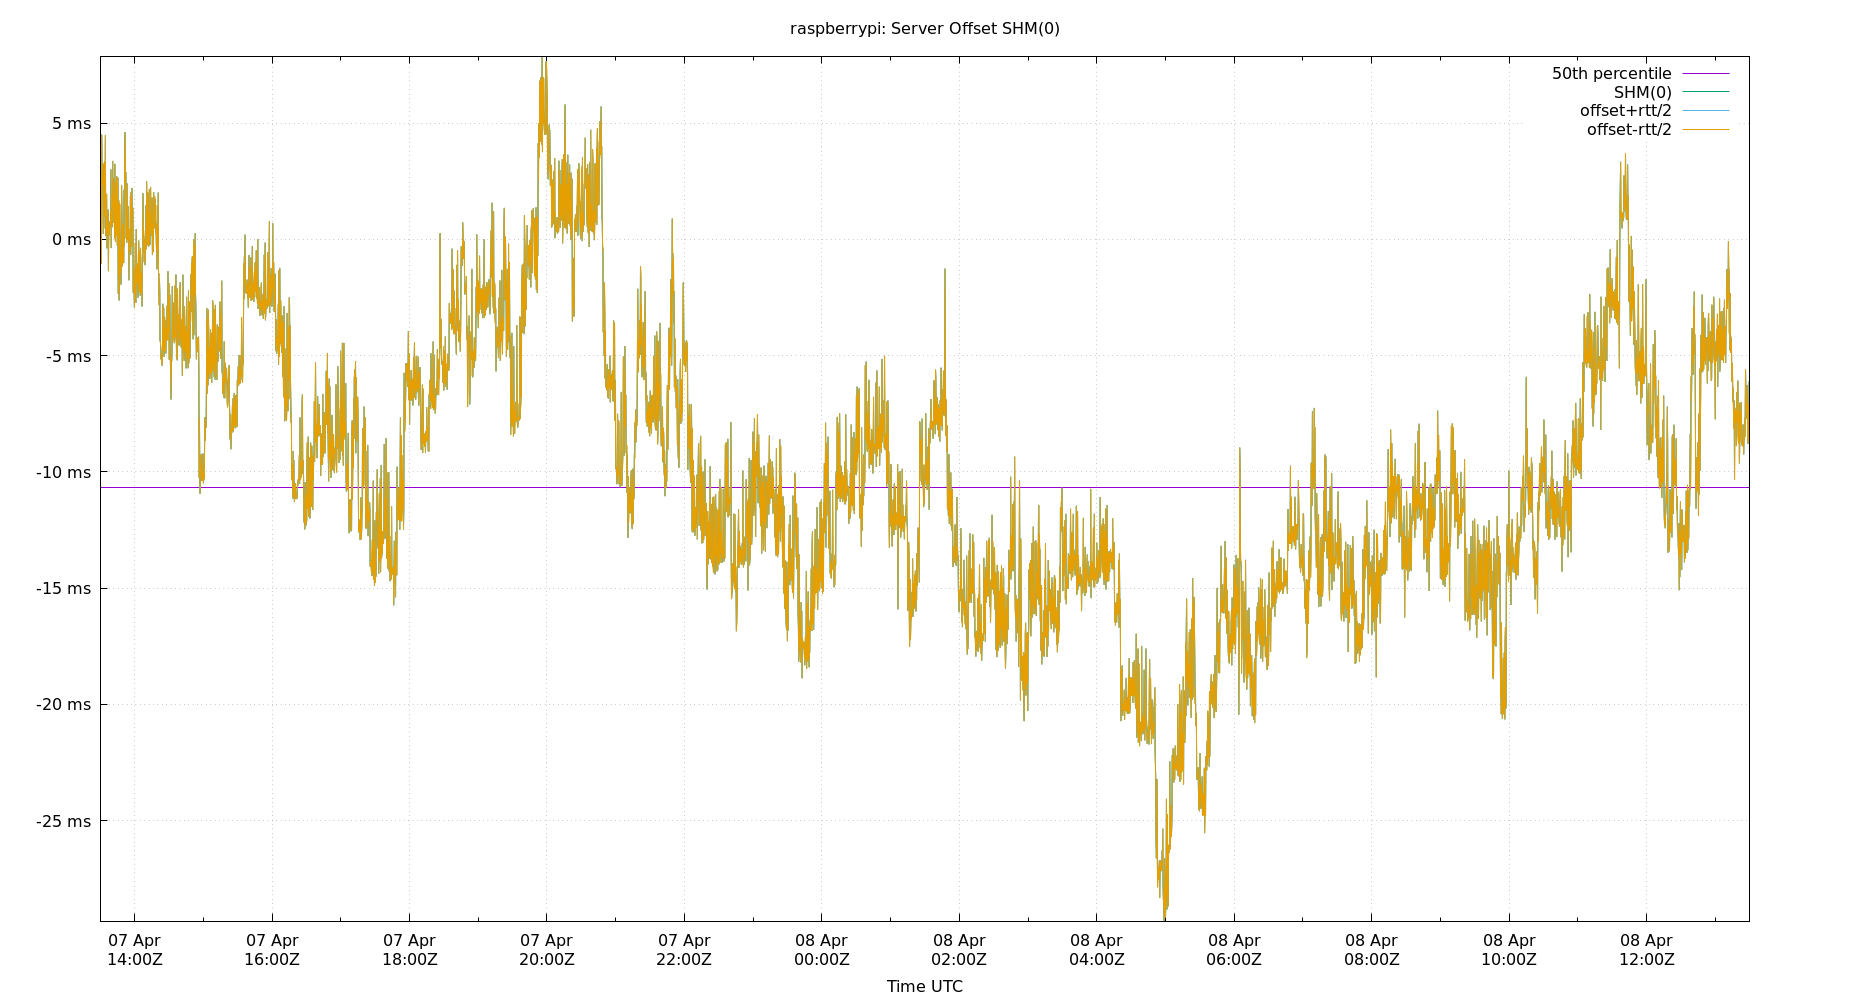 raspberrypi: Server Offset SHM(0)
50th percentile
SHM(0)
offset+rtt/2
offset-rtt/2
5 ms
0 ms
-5 ms
-10 ms
-15 ms
-20 ms
-25 ms
07 Apr 07 Apr 07 Apr 07 Apr 07 Apr 08 Apr 08 Apr 08 Apr 08 Apr 08 Apr 08 Apr 08 Apr
14:00Z 16:00Z 18:00Z 20:00Z 22:00Z 00:00Z 02:00Z 04:00Z 06:00Z 08:00Z 10:00Z 12:00Z
Time UTC